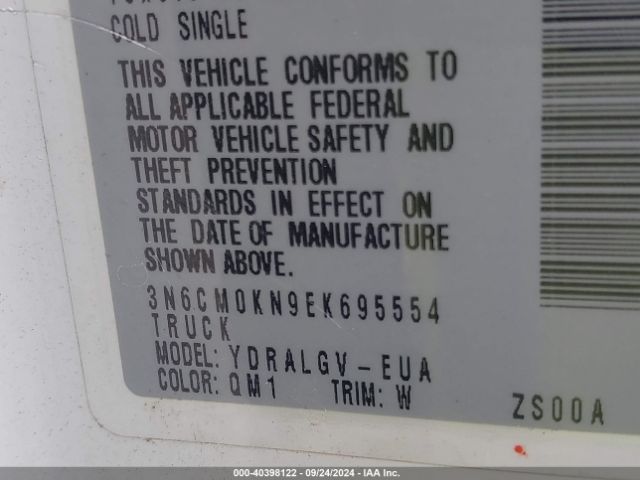 COLD SINGLE
THIS VEHICLE CONFORMS TO
ALL APPLICABLE FEDERAL
MOTOR VEHICLE SAFETY AND
THEFT PREVENTION
STANDARDS IN EFFECT ON
THE DATE OF MANUFACTURE
SHOWN ABOVE.
3N6CM0KN9EK695554
TRUCK
MODEL: YDRALGV-EUA
COLOR: QM1 TRIM: W ZS00A
000-40398122 - 09/24/2024 - IAA Inc.